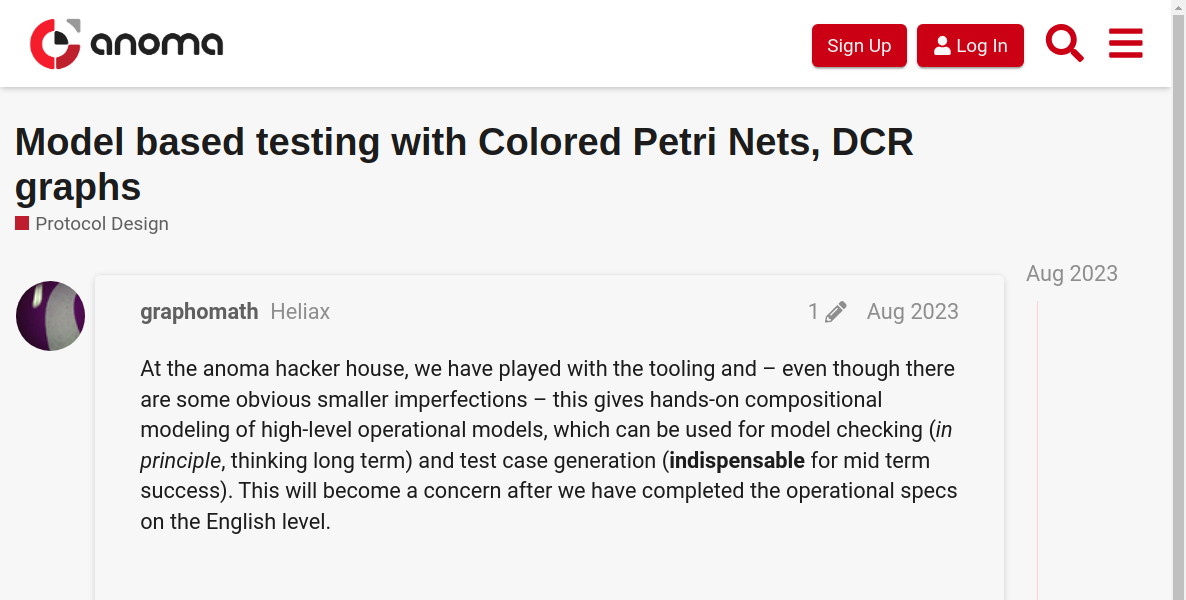 anoma
Sign Up
Log In
Model based testing with Colored Petri Nets, DCR
graphs
Protocol Design
Aug 2023
graphomath Heliax
1
Aug 2023
At the anoma hacker house, we have played with the tooling and – even though there
are some obvious smaller imperfections – this gives hands-on compositional
modeling of high-level operational models, which can be used for model checking (in
principle, thinking long term) and test case generation (indispensable for mid term
success). This will become a concern after we have completed the operational specs
on the English level.